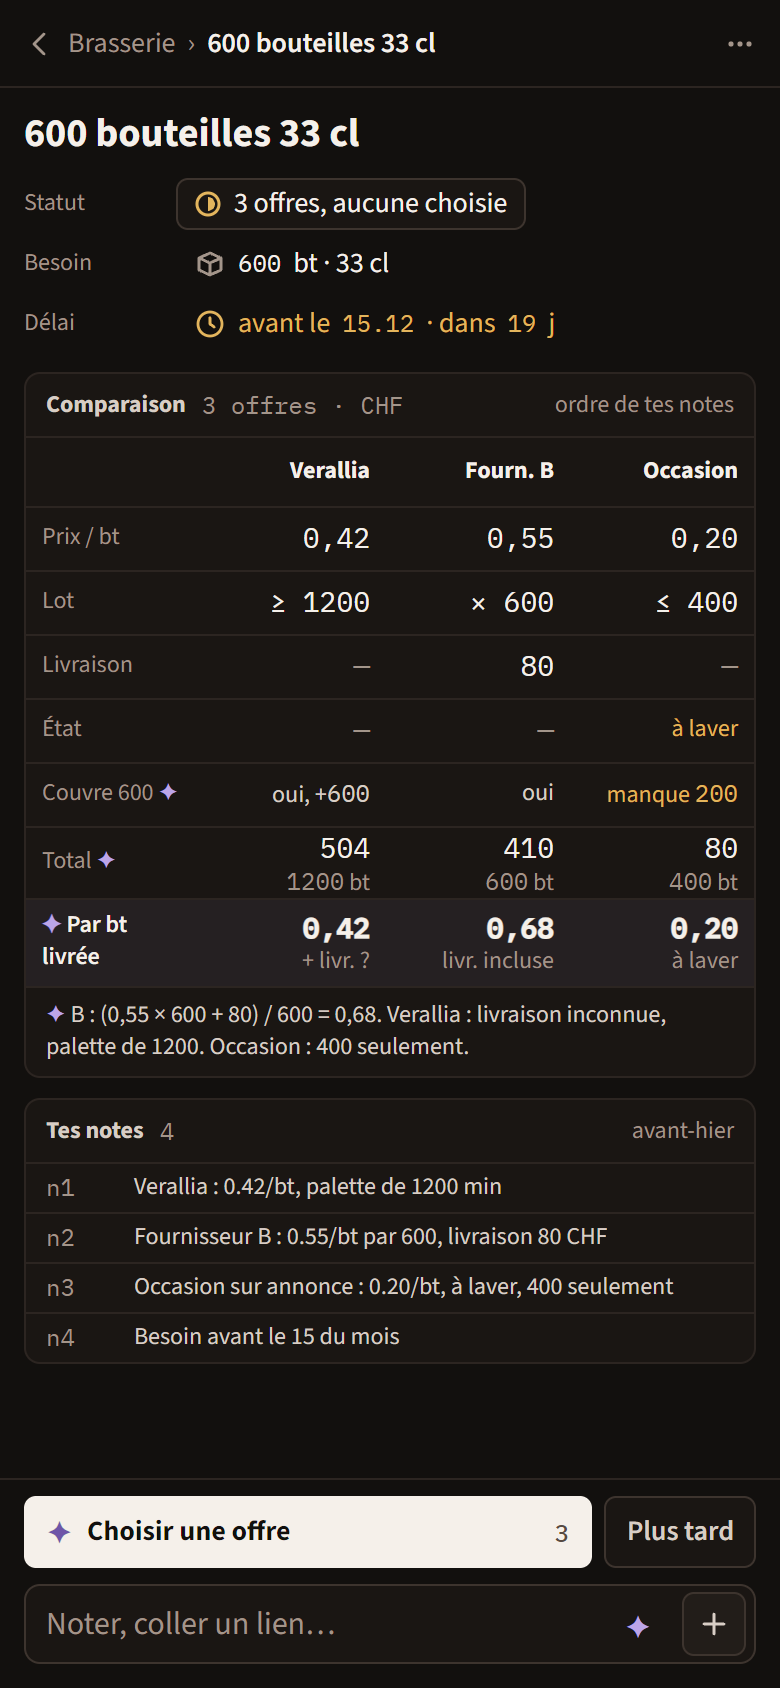 Brasserie › 600 bouteilles 33 cl
600 bouteilles 33 cl
Statut 3 offres, aucune choisie
Besoin 600 bt · 33 cl
Délai avant le 15.12 · dans 19 j
Comparaison 3 offres · CHF ordre de tes notes
Verallia Fourn. B Occasion
Prix / bt 0,42 0,55 0,20
Lot ≥ 1200 × 600 ≤ 400
Livraison — 80 —
État — — à laver
Couvre 600 ✦ oui, +600 oui manque 200
Total ✦ 504 410 80
1200 bt 600 bt 400 bt
✦ Par bt livrée 0,42 0,68 0,20
+ livr. ? livr. incluse à laver
✦ B : (0,55 × 600 + 80) / 600 = 0,68. Verallia : livraison inconnue,
palette de 1200. Occasion : 400 seulement.
Tes notes 4 avant-hier
n1 Verallia : 0.42/bt, palette de 1200 min
n2 Fournisseur B : 0.55/bt par 600, livraison 80 CHF
n3 Occasion sur annonce : 0.20/bt, à laver, 400 seulement
n4 Besoin avant le 15 du mois
✦ Choisir une offre 3 Plus tard
Noter, coller un lien… ✦ +